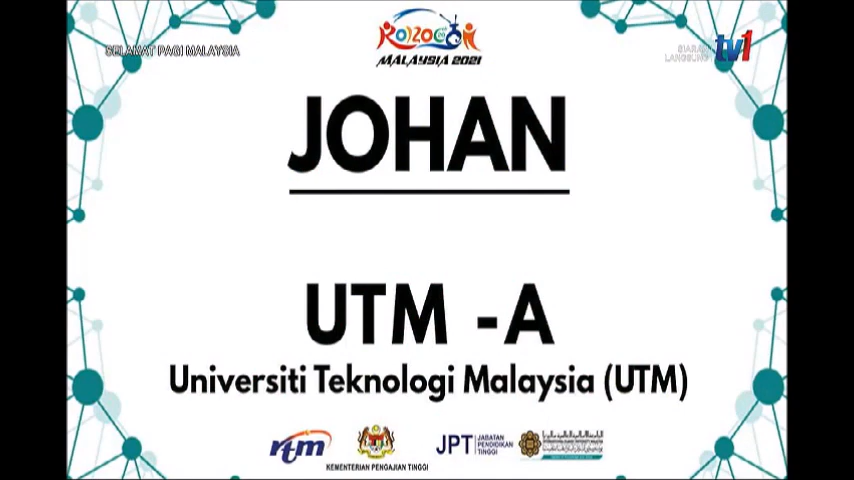 SELAMAT PAGI MALAYSIA
ROBOCON
MALAYSIA 2021
SIARAN
LANGSUNG
tv1
JOHAN
UTM -A
Universiti Teknologi Malaysia (UTM)
rtm
KEMENTERIAN PENGAJIAN TINGGI
JPT
JABATAN
PENDIDIKAN
TINGGI